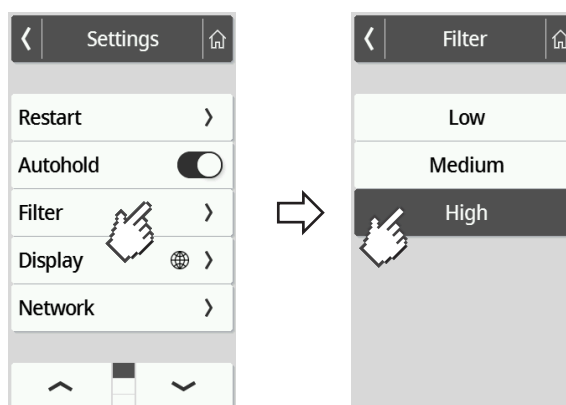 Settings
Restart
Autohold
Filter
Display
Network
Filter
Low
Medium
High